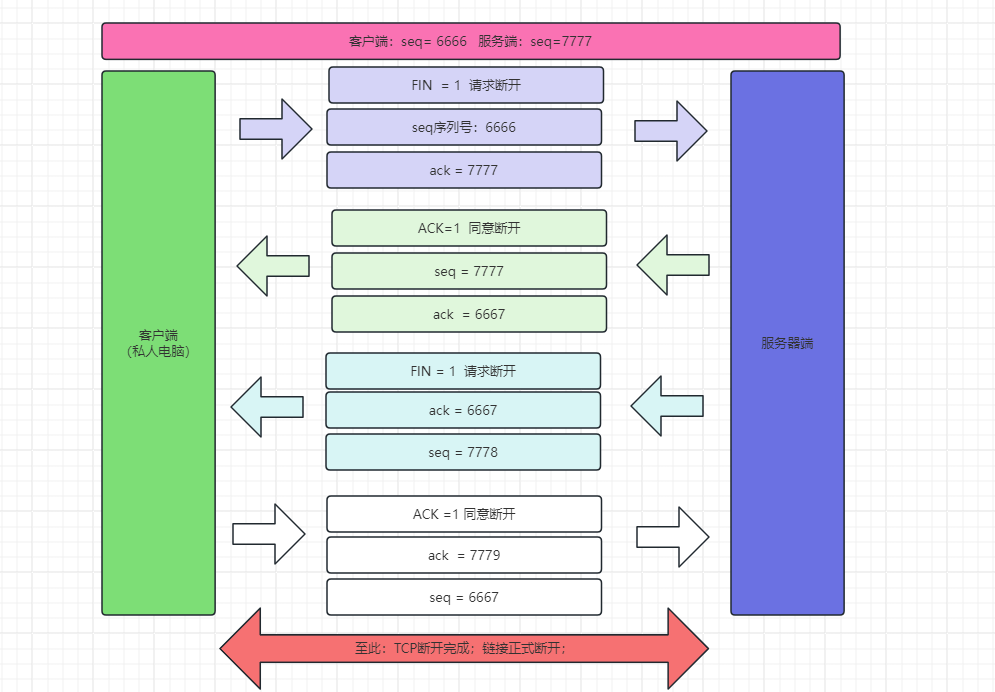 客户端：seq= 6666 服务端：seq=7777
FIN = 1 请求断开
seq序列号：6666
ack = 7777
ACK=1 同意断开
seq = 7777
ack = 6667
客户端
(私人电脑)
服务器端
FIN = 1 请求断开
ack = 6667
seq = 7778
ACK =1 同意断开
ack = 7779
seq = 6667
至此：TCP断开完成；链接正式断开；